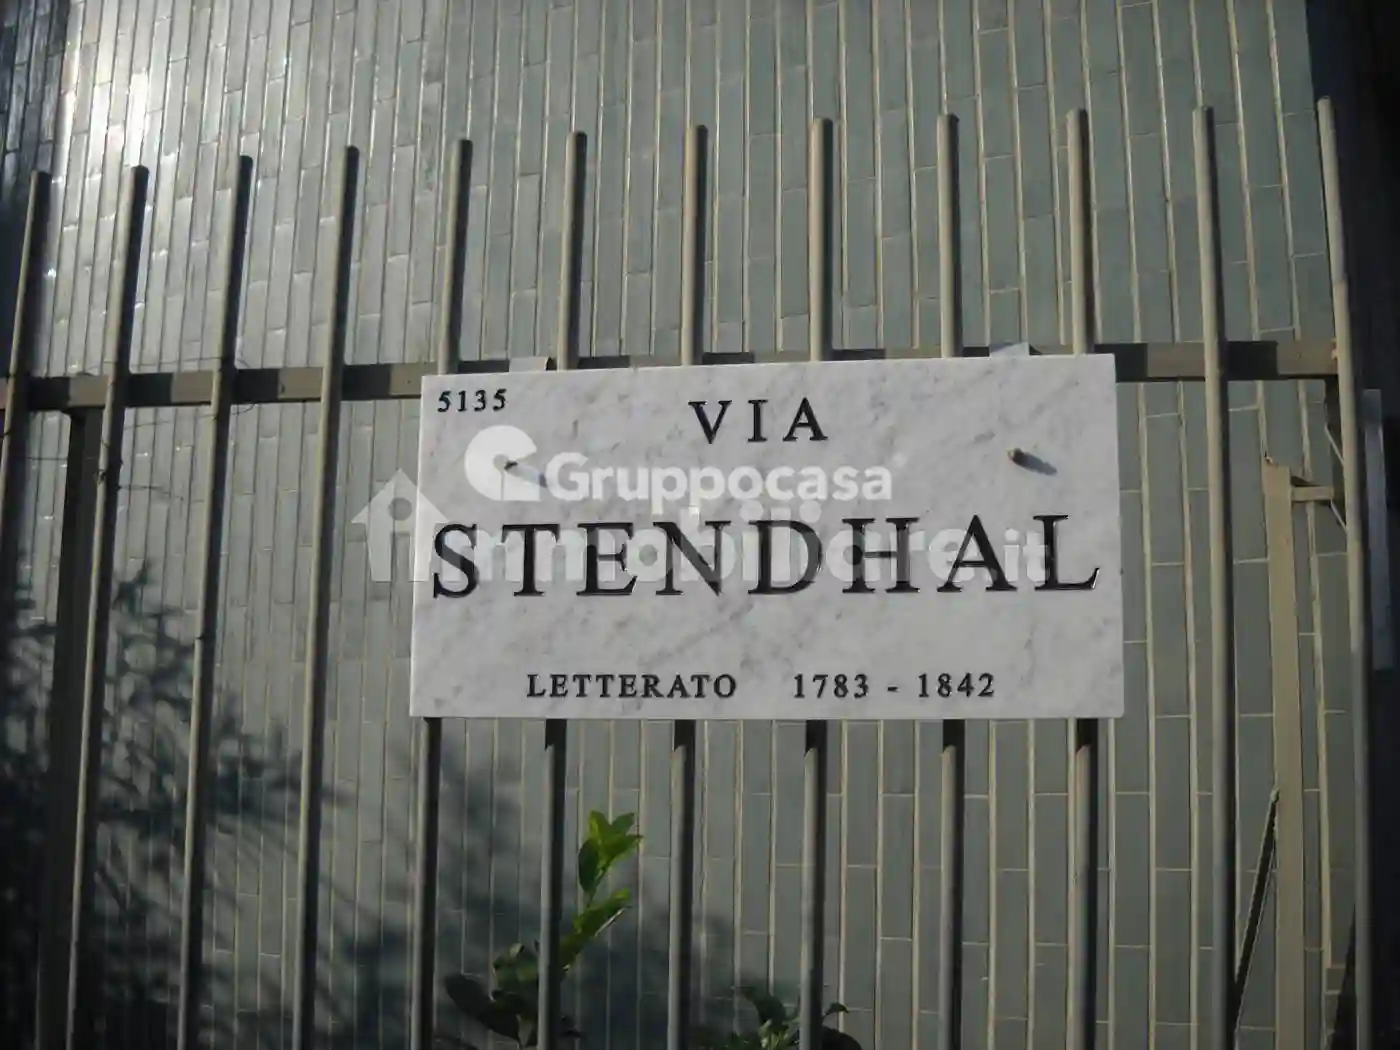 5135
VIA
Gruppocasa
STENDHAL
immobiliare.it
LETTERATO 1783 - 1842